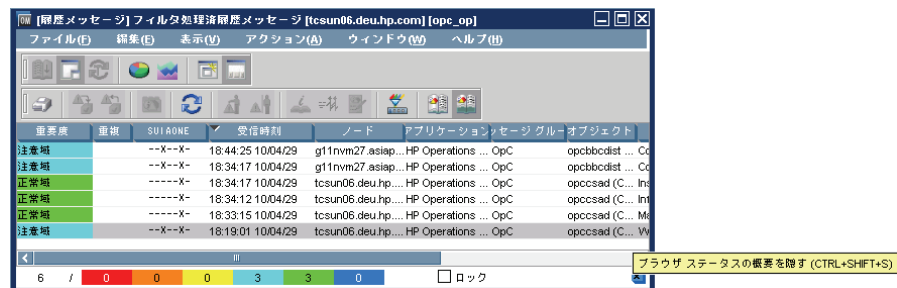 [履歴メッセージ] フィルタ処理済履歴メッセージ [tcsun06.deu.hp.com] [opc_op]
ファイル(F) 編集(E) 表示(V) アクション(A) ウィンドウ(W) ヘルプ(H)
重要度 重複 SUIAONE 受信時刻 ノード アプリケーション ッセージ グルー オブジェクト
注意域 --X--X- 18:44:25 10/04/29 g11nvm27.asiap... HP Operations ... OpC opcbbcdist ... Cc
注意域 --X--X- 18:34:17 10/04/29 g11nvm27.asiap... HP Operations ... OpC opcbbcdist ... Cc
正常域 -----X- 18:34:17 10/04/29 tcsun06.deu.hp.... HP Operations ... OpC opccsad (C... Ins
正常域 -----X- 18:34:12 10/04/29 tcsun06.deu.hp.... HP Operations ... OpC opccsad (C... Int
正常域 -----X- 18:33:15 10/04/29 tcsun06.deu.hp.... HP Operations ... OpC opccsad (C... Ma
注意域 --X--X- 18:19:01 10/04/29 tcsun06.deu.hp.... HP Operations ... OpC opccsad (C...
6 / 0 0 0 3 3 0 ロック
ブラウザ ステータスの概要を隠す (CTRL+SHIFT+S)